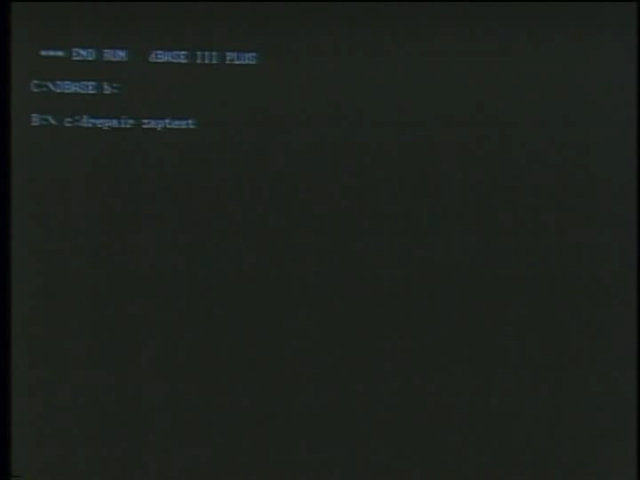 *** END RUN dBASE III PLUS
C:\DBASE b:
B:\ c:drepair zaptest